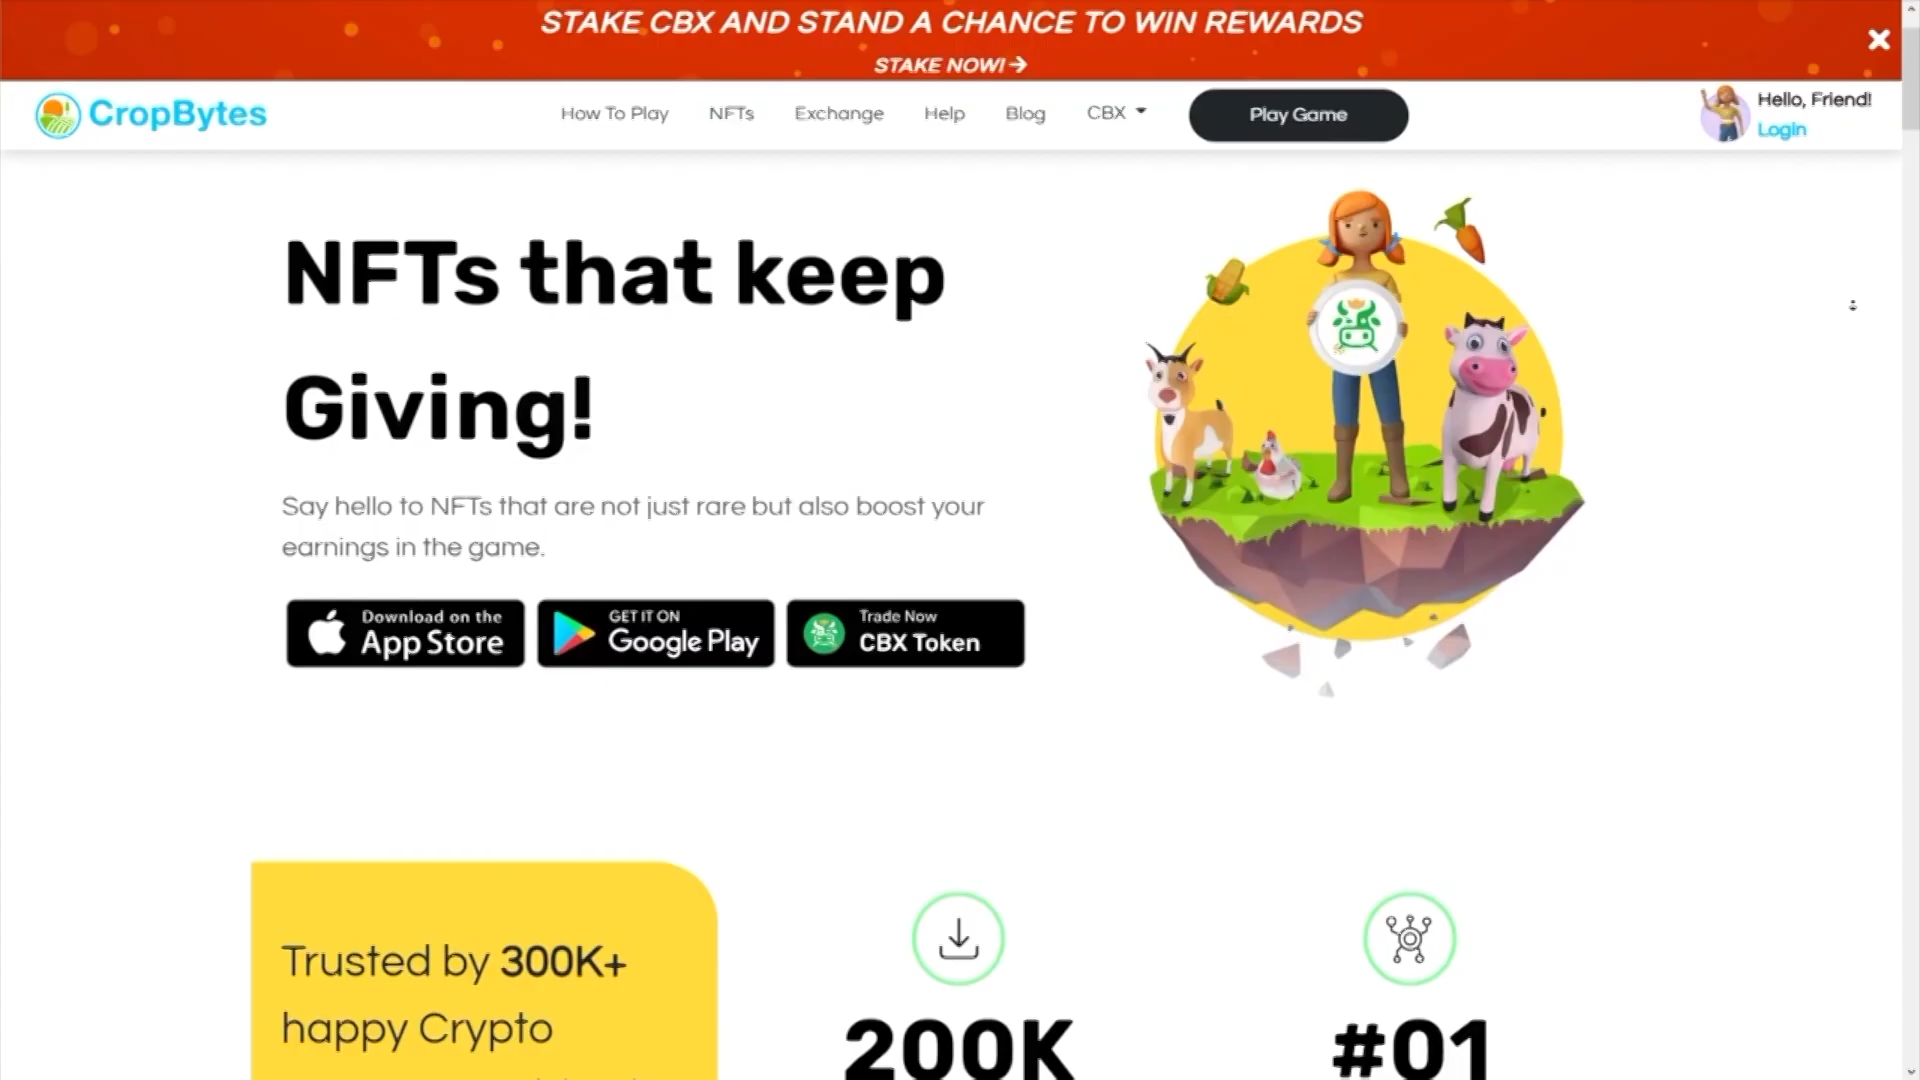 STAKE CBX AND STAND A CHANCE TO WIN REWARDS
STAKE NOW!
CropBytes
How To Play
NFTs
Exchange
Help
Blog
CBX
Play Game
Hello, Friend!
Login
NFTs that keep
Giving!
Say hello to NFTs that are not just rare but also boost your
earnings in the game.
Download on the
App Store
GET IT ON
Google Play
Trade Now
CBX Token
Trusted by 300K+
happy Crypto
200K
#01